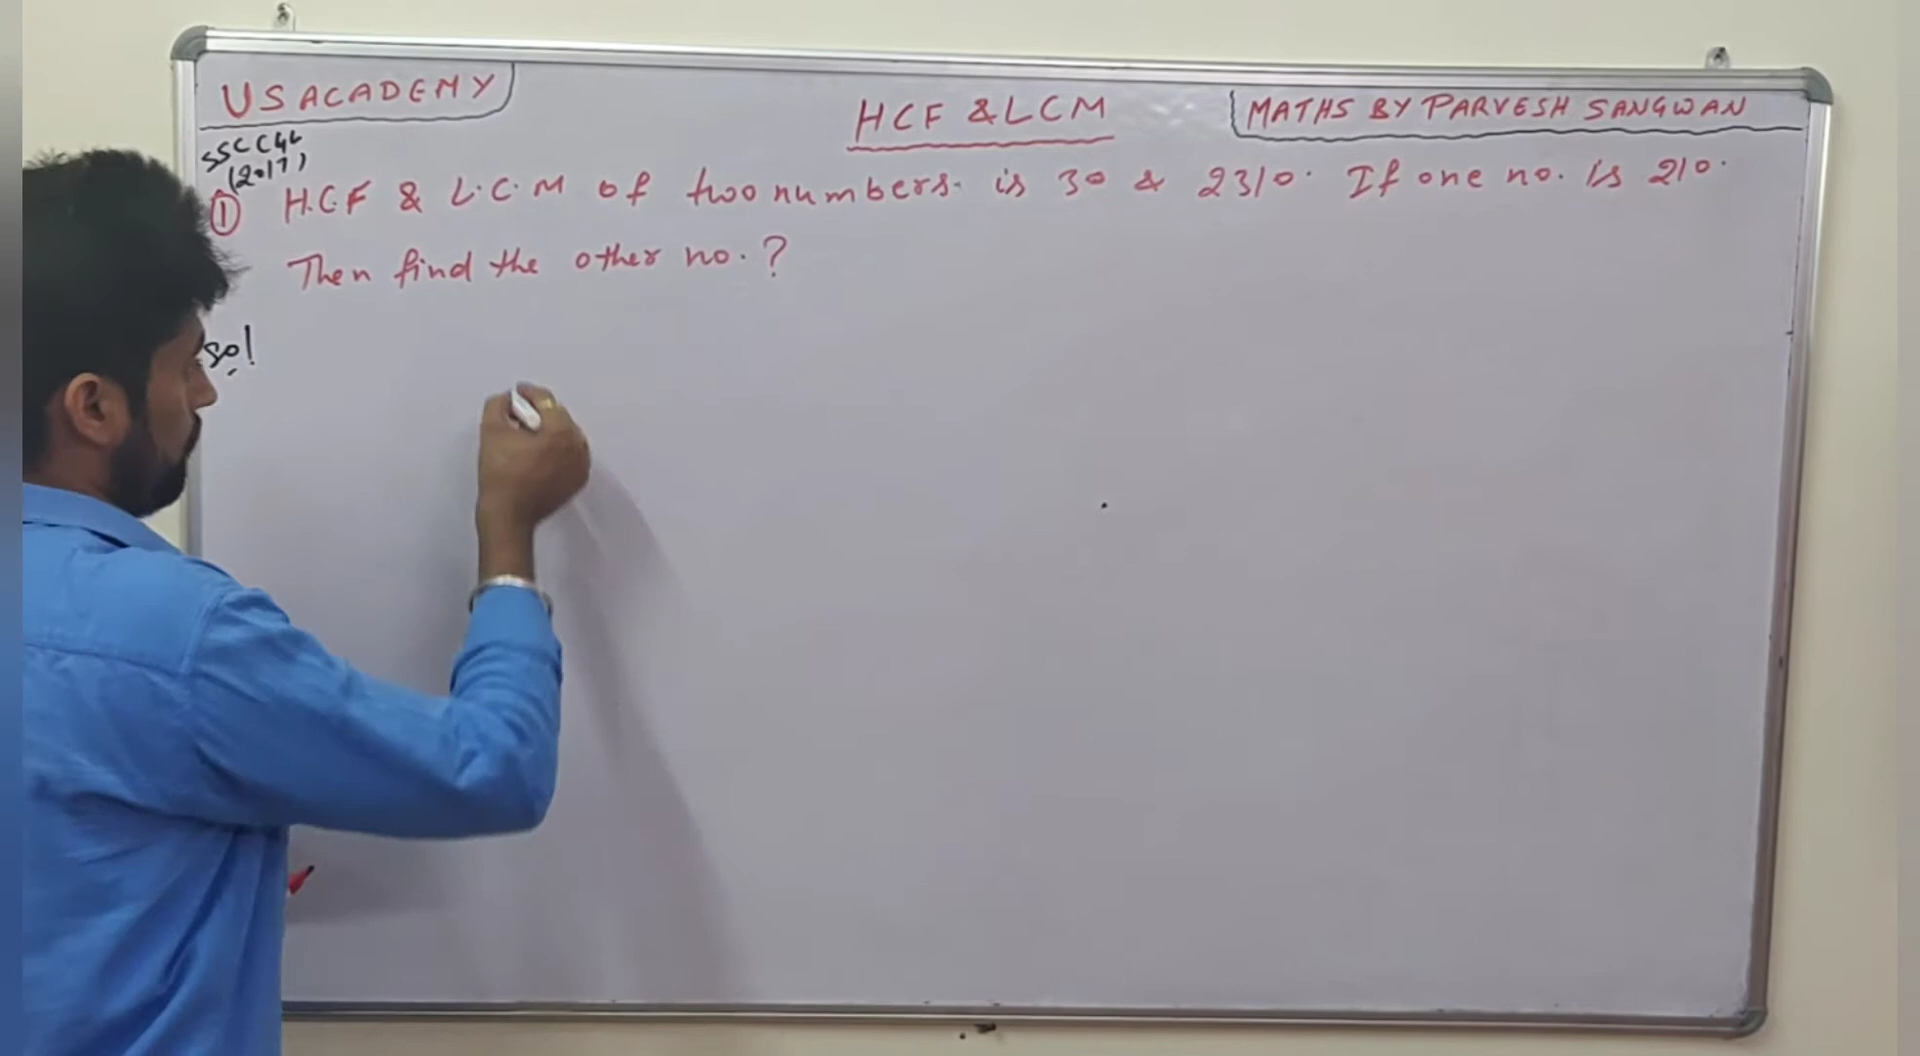 US ACADEMY
HCF & LCM
MATHS BY PARVESH SANGWAN
SSC CGL
(2017)
① H.C.F & L.C.M of two numbers. is 30 & 2310. If one no. is 210.
Then find the other no. ?
Sol